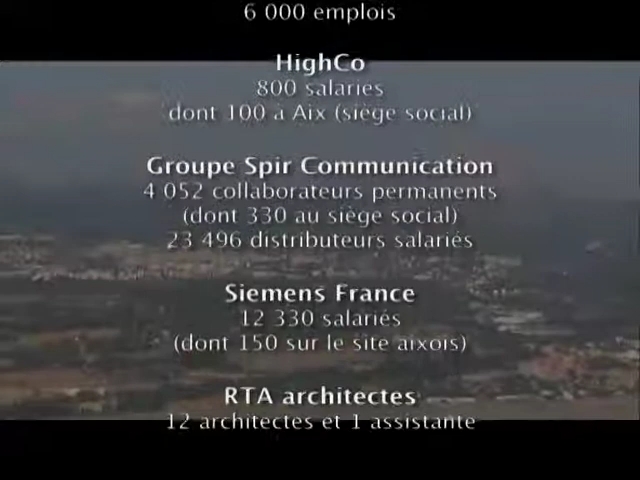 6 000 emplois
HighCo
800 salaries
dont 100 a Aix (siège social)
Groupe Spir Communication
4 052 collaborateurs permanents
(dont 330 au siège social)
23 496 distributeurs salariés
Siemens France
12 330 salariés
(dont 150 sur le site aixois)
RTA architectes
12 architectes et 1 assistante